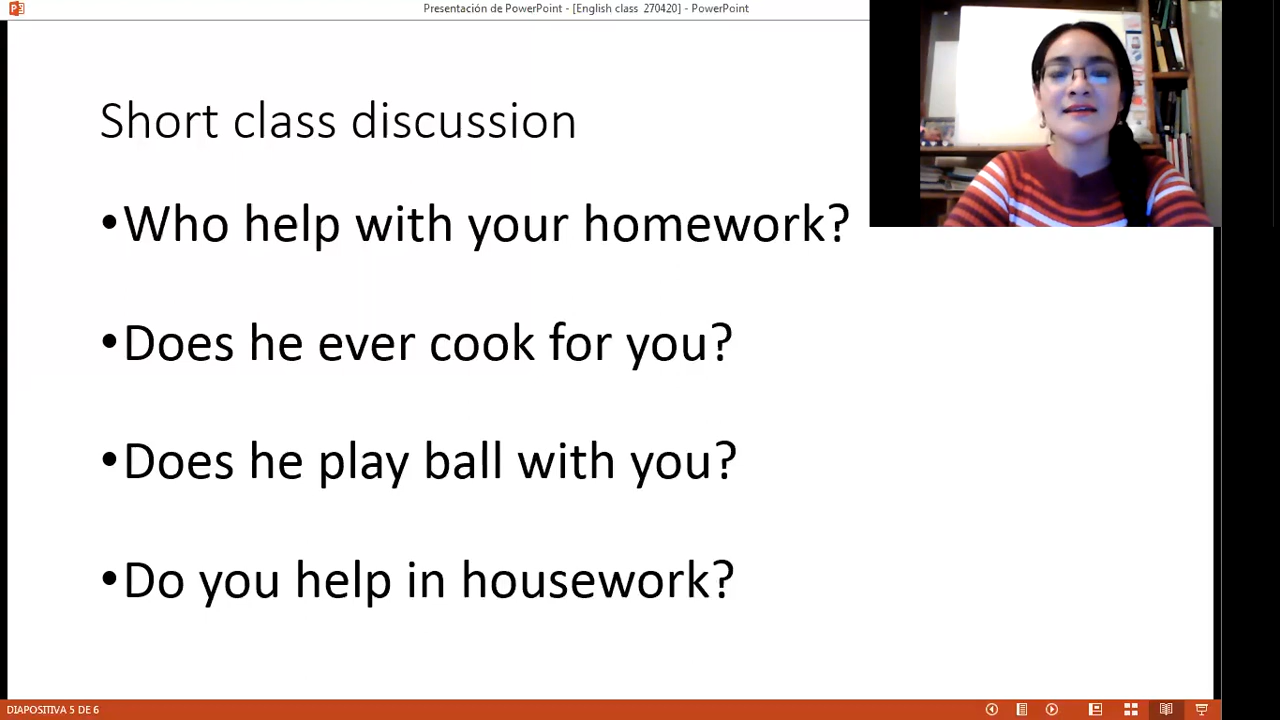 Presentación de PowerPoint - [English class 270420] - PowerPoint
Short class discussion
•Who help with your homework?
•Does he ever cook for you?
•Does he play ball with you?
•Do you help in housework?
DIAPOSITIVA 5 DE 6